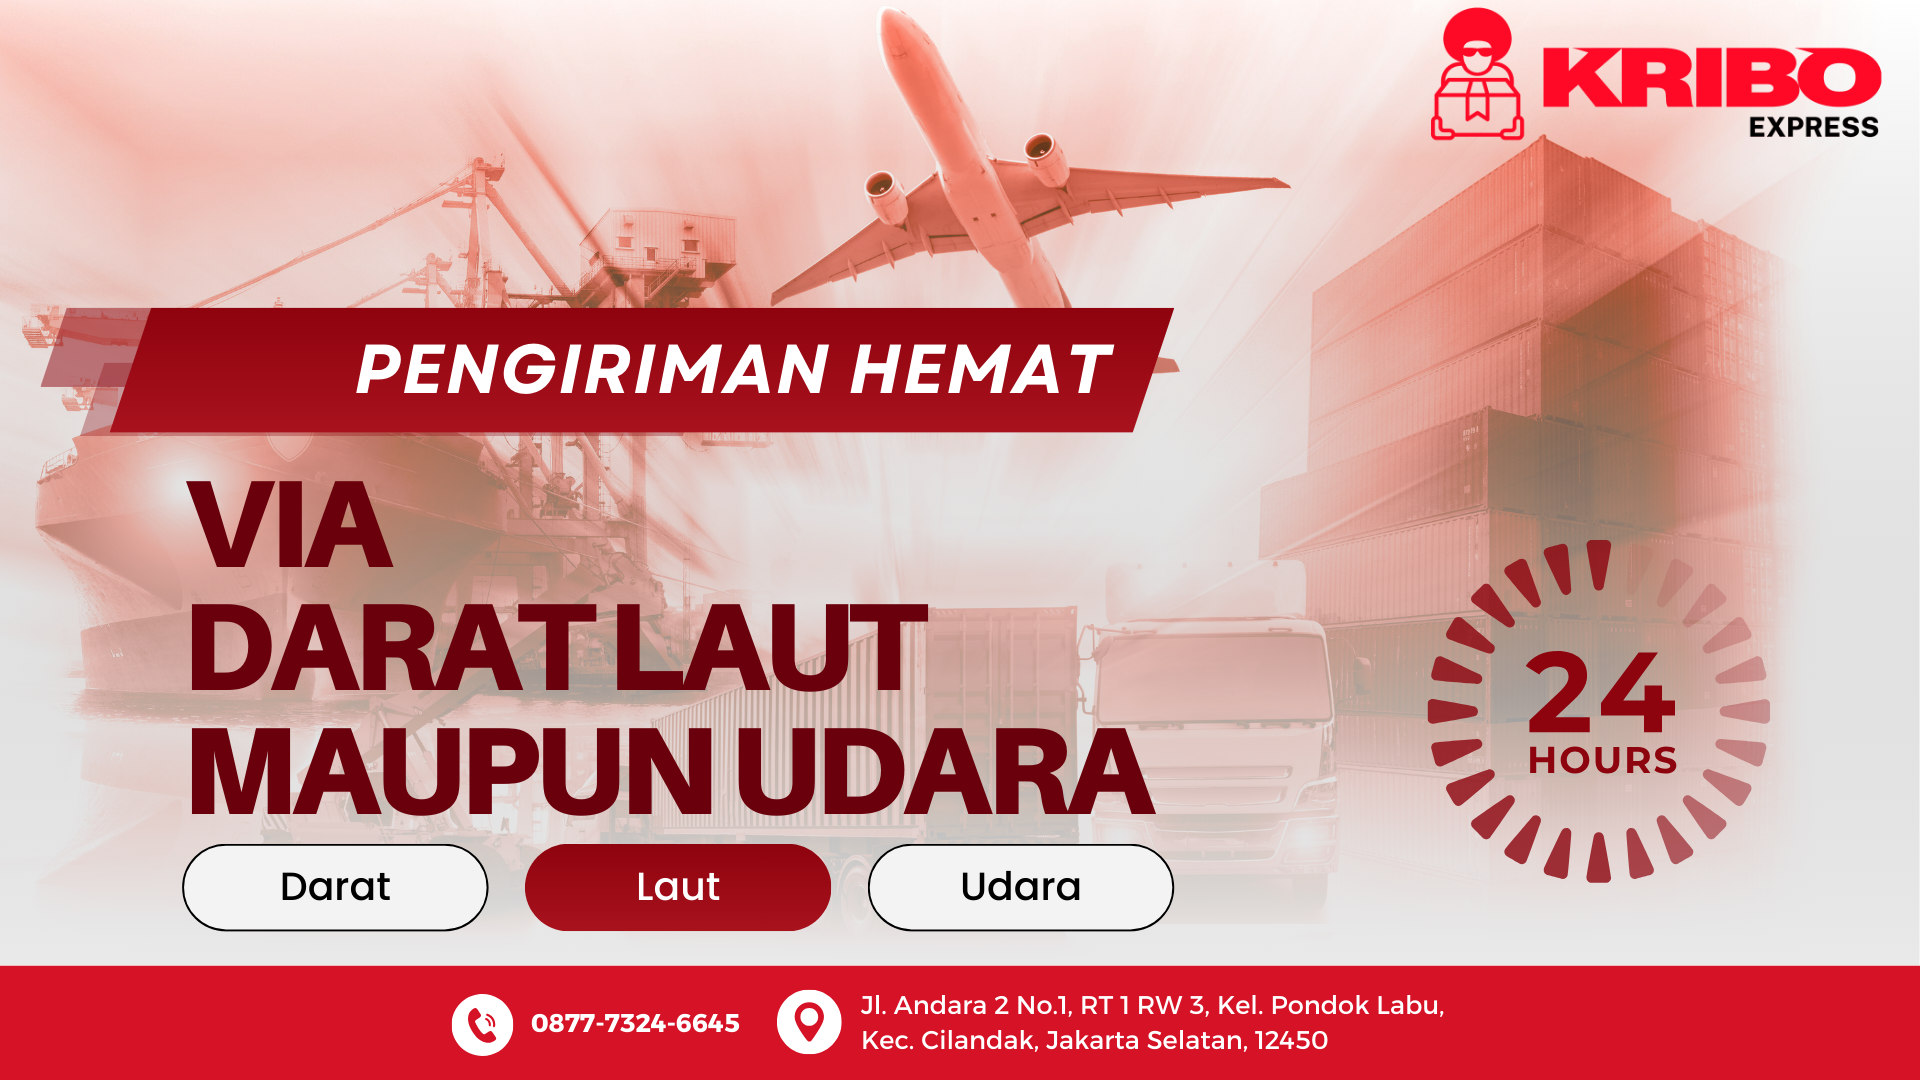 KRIBO
EXPRESS
PENGIRIMAN HEMAT
VIA
DARAT LAUT
MAUPUN UDARA
24
HOURS
Darat
Laut
Udara
0877-7324-6645
Jl. Andara 2 No.1, RT 1 RW 3, Kel. Pondok Labu,
Kec. Cilandak, Jakarta Selatan, 12450